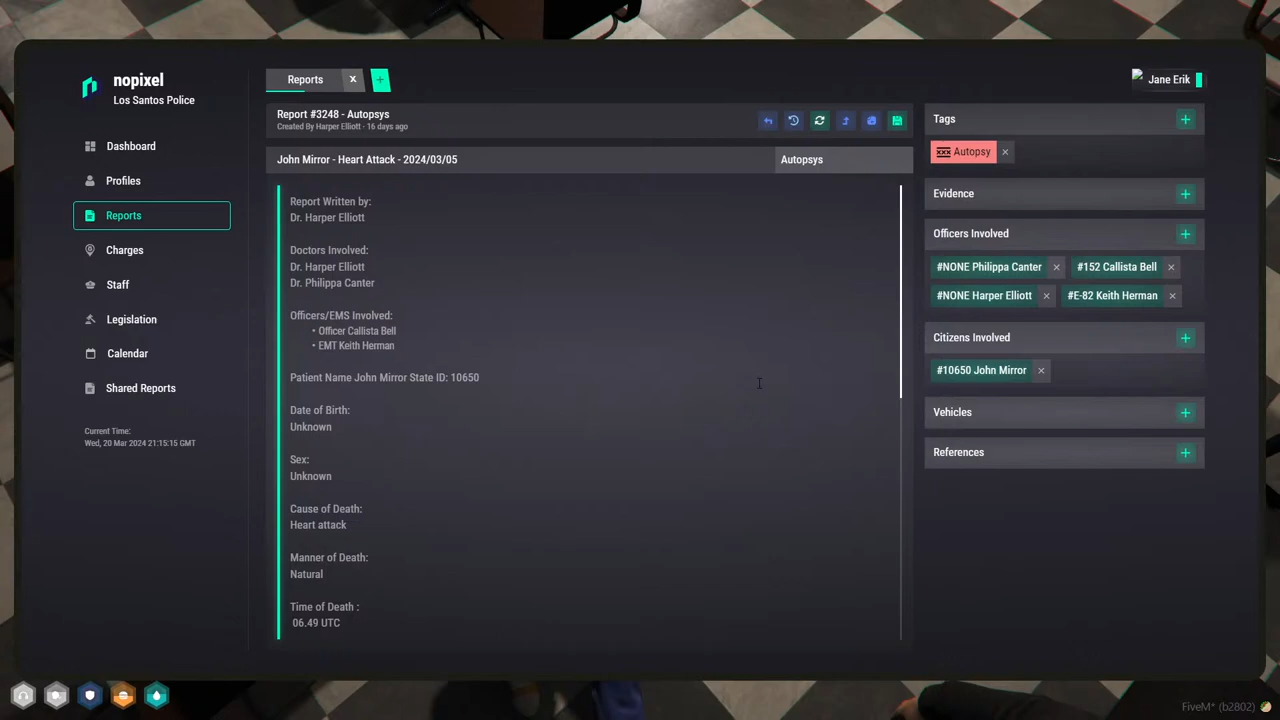 nopixel
Los Santos Police
Dashboard
Profiles
Reports
Charges
Staff
Legislation
Calendar
Shared Reports
Current Time:
Wed, 20 Mar 2024 21:15:15 GMT
Reports x +
Report #3248 - Autopsys
Created By Harper Elliott · 16 days ago
John Mirror - Heart Attack - 2024/03/05
Autopsys
Report Written by:
Dr. Harper Elliott
Doctors Involved:
Dr. Harper Elliott
Dr. Philippa Canter
Officers/EMS Involved:
• Officer Callista Bell
• EMT Keith Herman
Patient Name John Mirror State ID: 10650
Date of Birth:
Unknown
Sex:
Unknown
Cause of Death:
Heart attack
Manner of Death:
Natural
Time of Death :
06.49 UTC
Jane Erik
Tags +
xxx Autopsy ×
Evidence +
Officers Involved +
#NONE Philippa Canter × #152 Callista Bell ×
#NONE Harper Elliott × #E-82 Keith Herman ×
Citizens Involved +
#10650 John Mirror ×
Vehicles +
References +
FiveM* (b2802)